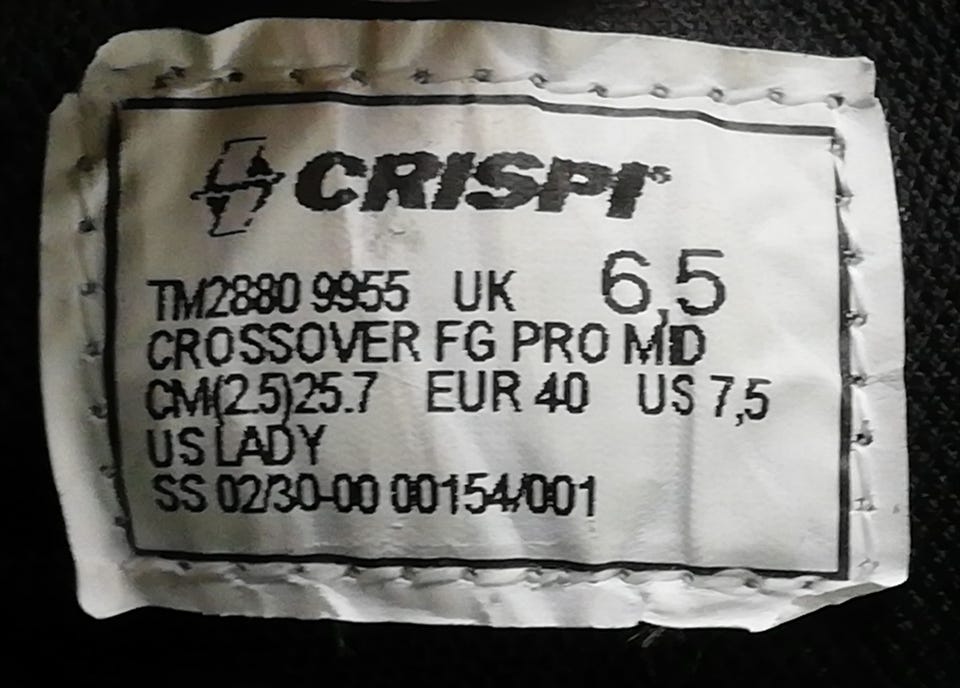 CRISPI®
TM2880 9955 UK 6,5
CROSSOVER FG PRO MID
CM(2.5)25.7 EUR 40 US 7,5
US LADY
SS 02/30-00 00154/001